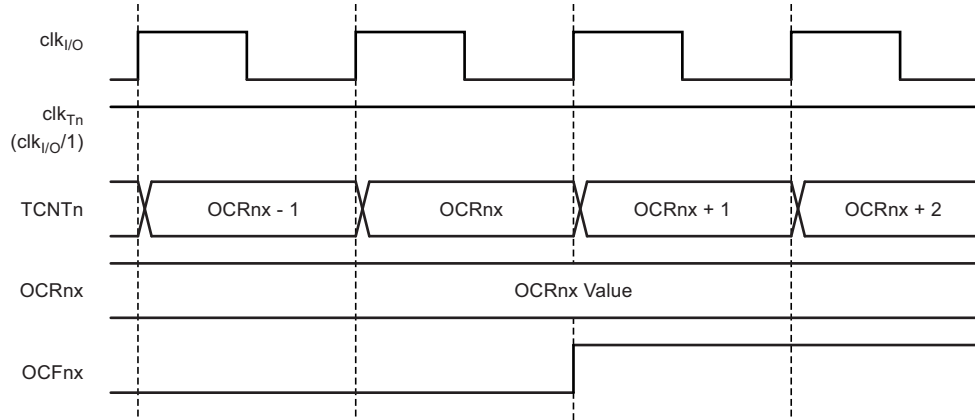 clkI/O
clkTn
(clkI/O/1)
TCNTn OCRnx - 1 OCRnx OCRnx + 1 OCRnx + 2
OCRnx OCRnx Value
OCFnx